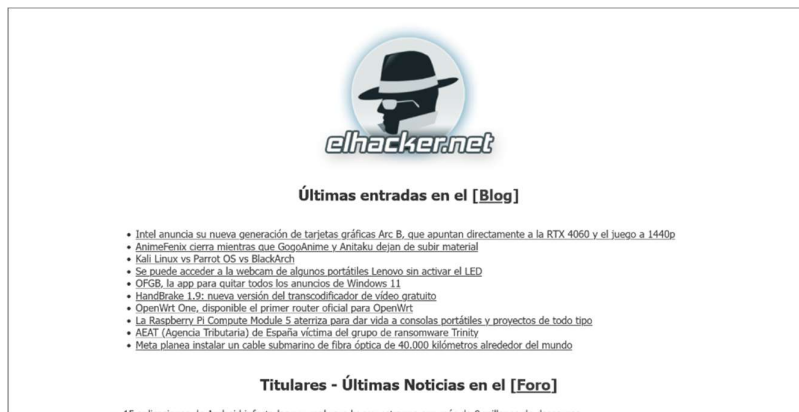 elhacker.net
Últimas entradas en el [Blog]
Intel anuncia su nueva generación de tarjetas gráficas Arc B, que apuntan directamente a la RTX 4060 y el juego a 1440p
AnimeFenix cierra mientras que GogoAnime y Anitaku dejan de subir material
Kali Linux vs Parrot OS vs BlackArch
Se puede acceder a la webcam de algunos portátiles Lenovo sin activar el LED
OFGB, la app para quitar todos los anuncios de Windows 11
HandBrake 1.9: nueva versión del transcodificador de vídeo gratuito
OpenWrt One, disponible el primer router oficial para OpenWrt
La Raspberry Pi Compute Module 5 aterriza para dar vida a consolas portátiles y proyectos de todo tipo
AEAT (Agencia Tributaria) de España víctima del grupo de ransomware Trinity
Meta planea instalar un cable submarino de fibra óptica de 40.000 kilómetros alrededor del mundo
Titulares - Últimas Noticias en el [Foro]